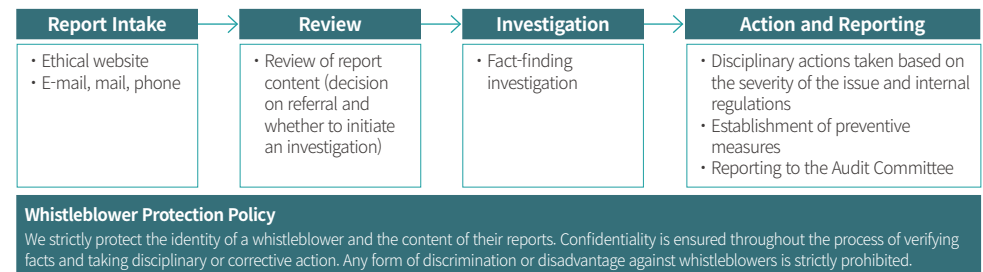 Report Intake
・Ethical website
・E-mail, mail, phone
Review
・Review of report
content (decision
on referral and
whether to initiate
an investigation)
Investigation
・Fact-finding
investigation
Action and Reporting
・Disciplinary actions taken based on
the severity of the issue and internal
regulations
・Establishment of preventive
measures
・Reporting to the Audit Committee
Whistleblower Protection Policy
We strictly protect the identity of a whistleblower and the content of their reports. Confidentiality is ensured throughout the process of verifying
facts and taking disciplinary or corrective action. Any form of discrimination or disadvantage against whistleblowers is strictly prohibited.